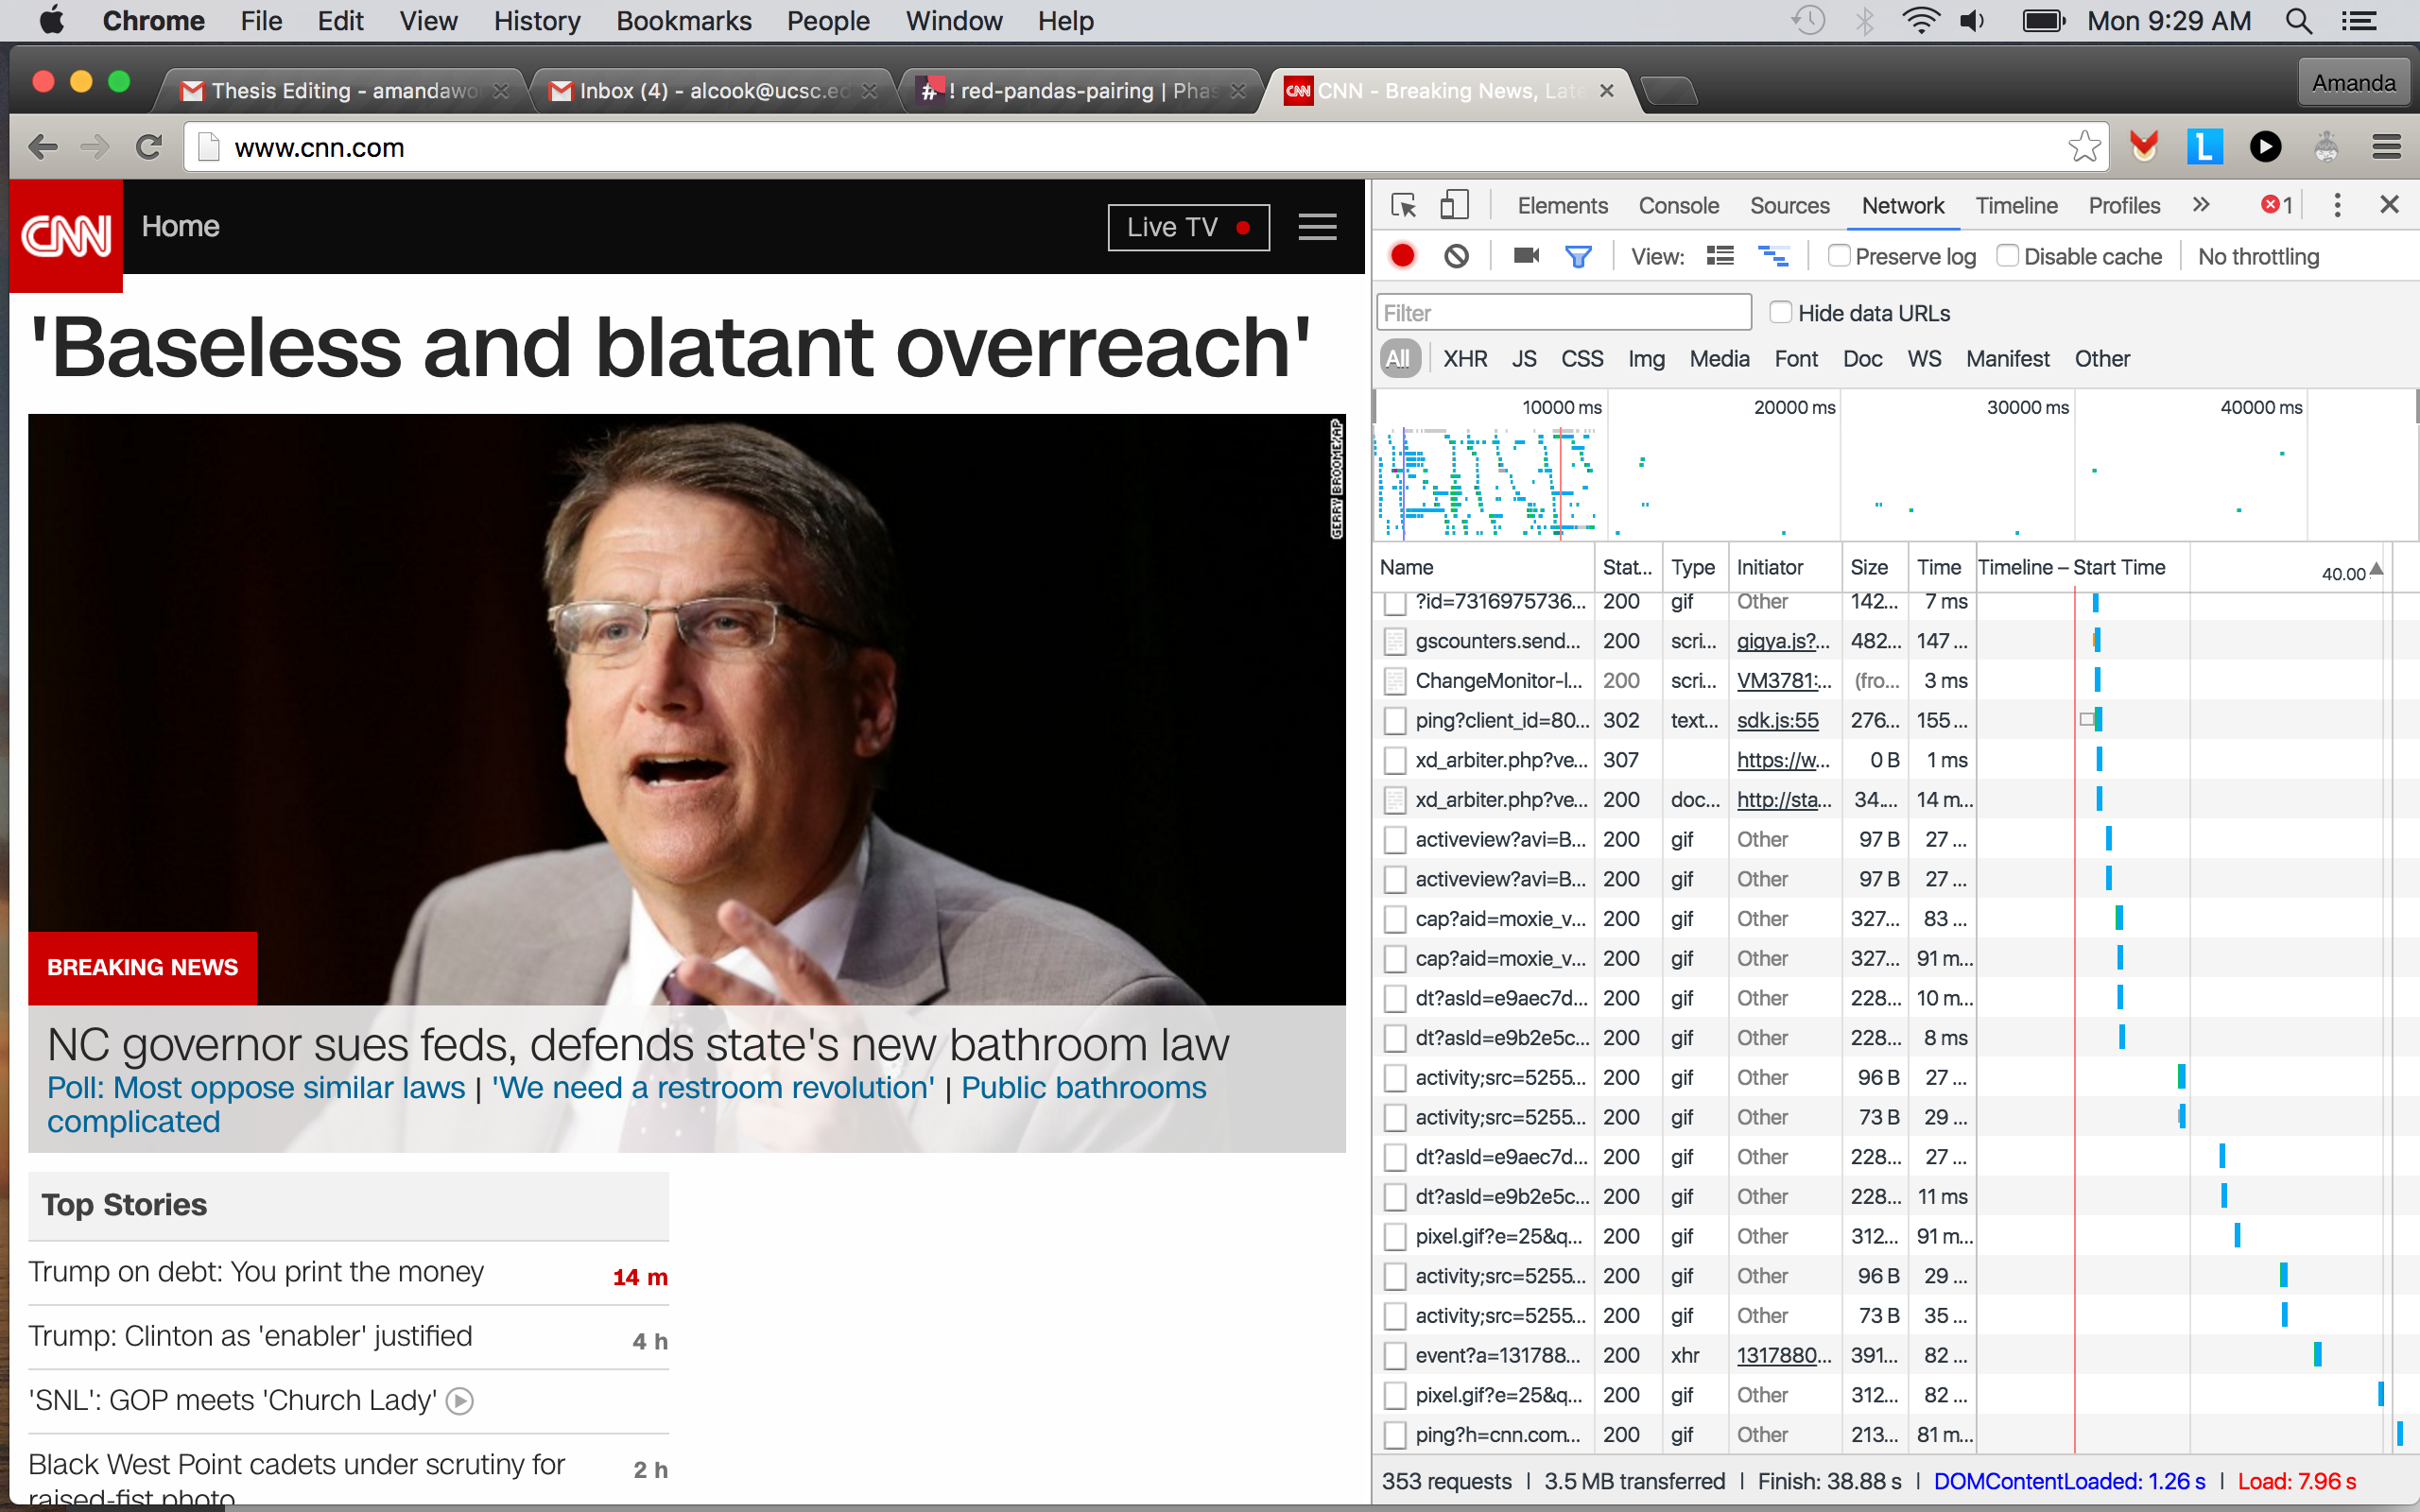 Chrome File Edit View History Bookmarks People Window Help Mon 9:29 AM
Thesis Editing - amandawo
Inbox (4) - alcook@ucsc.ed
! red-pandas-pairing | Phas
CNN - Breaking News, Late
Amanda
www.cnn.com
L
CNN
Home
Live TV
'Baseless and blatant overreach'
GERRY BROOME/AP
BREAKING NEWS
NC governor sues feds, defends state's new bathroom law
Poll: Most oppose similar laws | 'We need a restroom revolution' | Public bathrooms
complicated
Top Stories
Trump on debt: You print the money 14 m
Trump: Clinton as 'enabler' justified 4 h
'SNL': GOP meets 'Church Lady'
Black West Point cadets under scrutiny for 2 h
raised-fist photo
Elements Console Sources Network Timeline Profiles » 1
View: Preserve log Disable cache No throttling
Filter Hide data URLs
All XHR JS CSS Img Media Font Doc WS Manifest Other
10000 ms 20000 ms 30000 ms 40000 ms
Name Stat... Type Initiator Size Time Timeline – Start Time 40.00
?id=7316975736... 200 gif Other 142... 7 ms
gscounters.send... 200 scri... gigya.js?... 482... 147 ...
ChangeMonitor-l... 200 scri... VM3781:... (fro... 3 ms
ping?client_id=80... 302 text... sdk.js:55 276... 155 ...
xd_arbiter.php?ve... 307 https://w... 0 B 1 ms
xd_arbiter.php?ve... 200 doc... http://sta... 34.... 14 m...
activeview?avi=B... 200 gif Other 97 B 27 ...
activeview?avi=B... 200 gif Other 97 B 27 ...
cap?aid=moxie_v... 200 gif Other 327... 83 ...
cap?aid=moxie_v... 200 gif Other 327... 91 m...
dt?asId=e9aec7d... 200 gif Other 228... 10 m...
dt?asId=e9b2e5c... 200 gif Other 228... 8 ms
activity;src=5255... 200 gif Other 96 B 27 ...
activity;src=5255... 200 gif Other 73 B 29 ...
dt?asId=e9aec7d... 200 gif Other 228... 27 ...
dt?asId=e9b2e5c... 200 gif Other 228... 11 ms
pixel.gif?e=25&q... 200 gif Other 312... 91 m...
activity;src=5255... 200 gif Other 96 B 29 ...
activity;src=5255... 200 gif Other 73 B 35 ...
event?a=131788... 200 xhr 1317880... 391... 82 ...
pixel.gif?e=25&q... 200 gif Other 312... 82 ...
ping?h=cnn.com... 200 gif Other 213... 81 m...
353 requests | 3.5 MB transferred | Finish: 38.88 s | DOMContentLoaded: 1.26 s | Load: 7.96 s